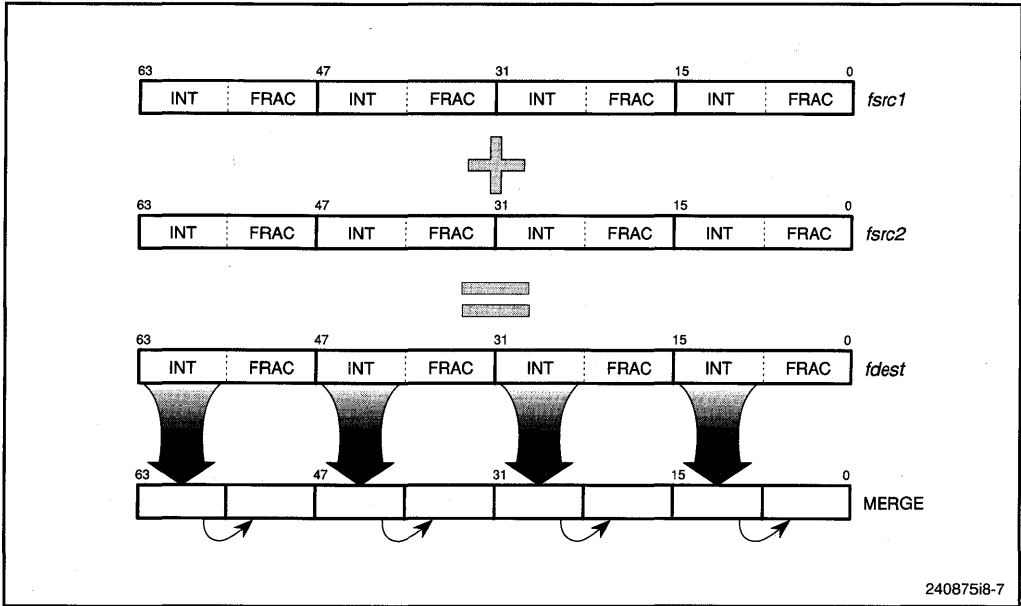 63 47 31 15 0
INT FRAC INT FRAC INT FRAC INT FRAC fsrc1
63 47 31 15 0
INT FRAC INT FRAC INT FRAC INT FRAC fsrc2
63 47 31 15 0
INT FRAC INT FRAC INT FRAC INT FRAC fdest
63 47 31 15 0
MERGE
240875i8-7